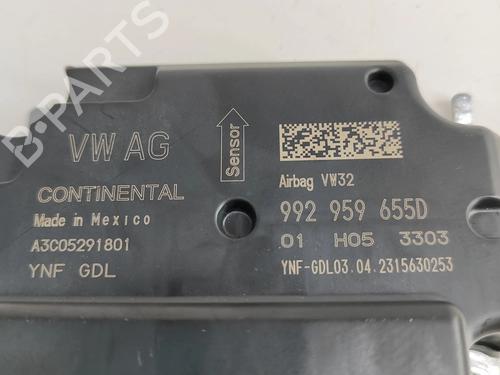 B-PARTS
VW AG
CONTINENTAL
Made in Mexico
A3C05291801
YNF GDL
Sensor
Airbag VW32
992 959 655D
01 H05 3303
YNF-GDL03.04.2315630253